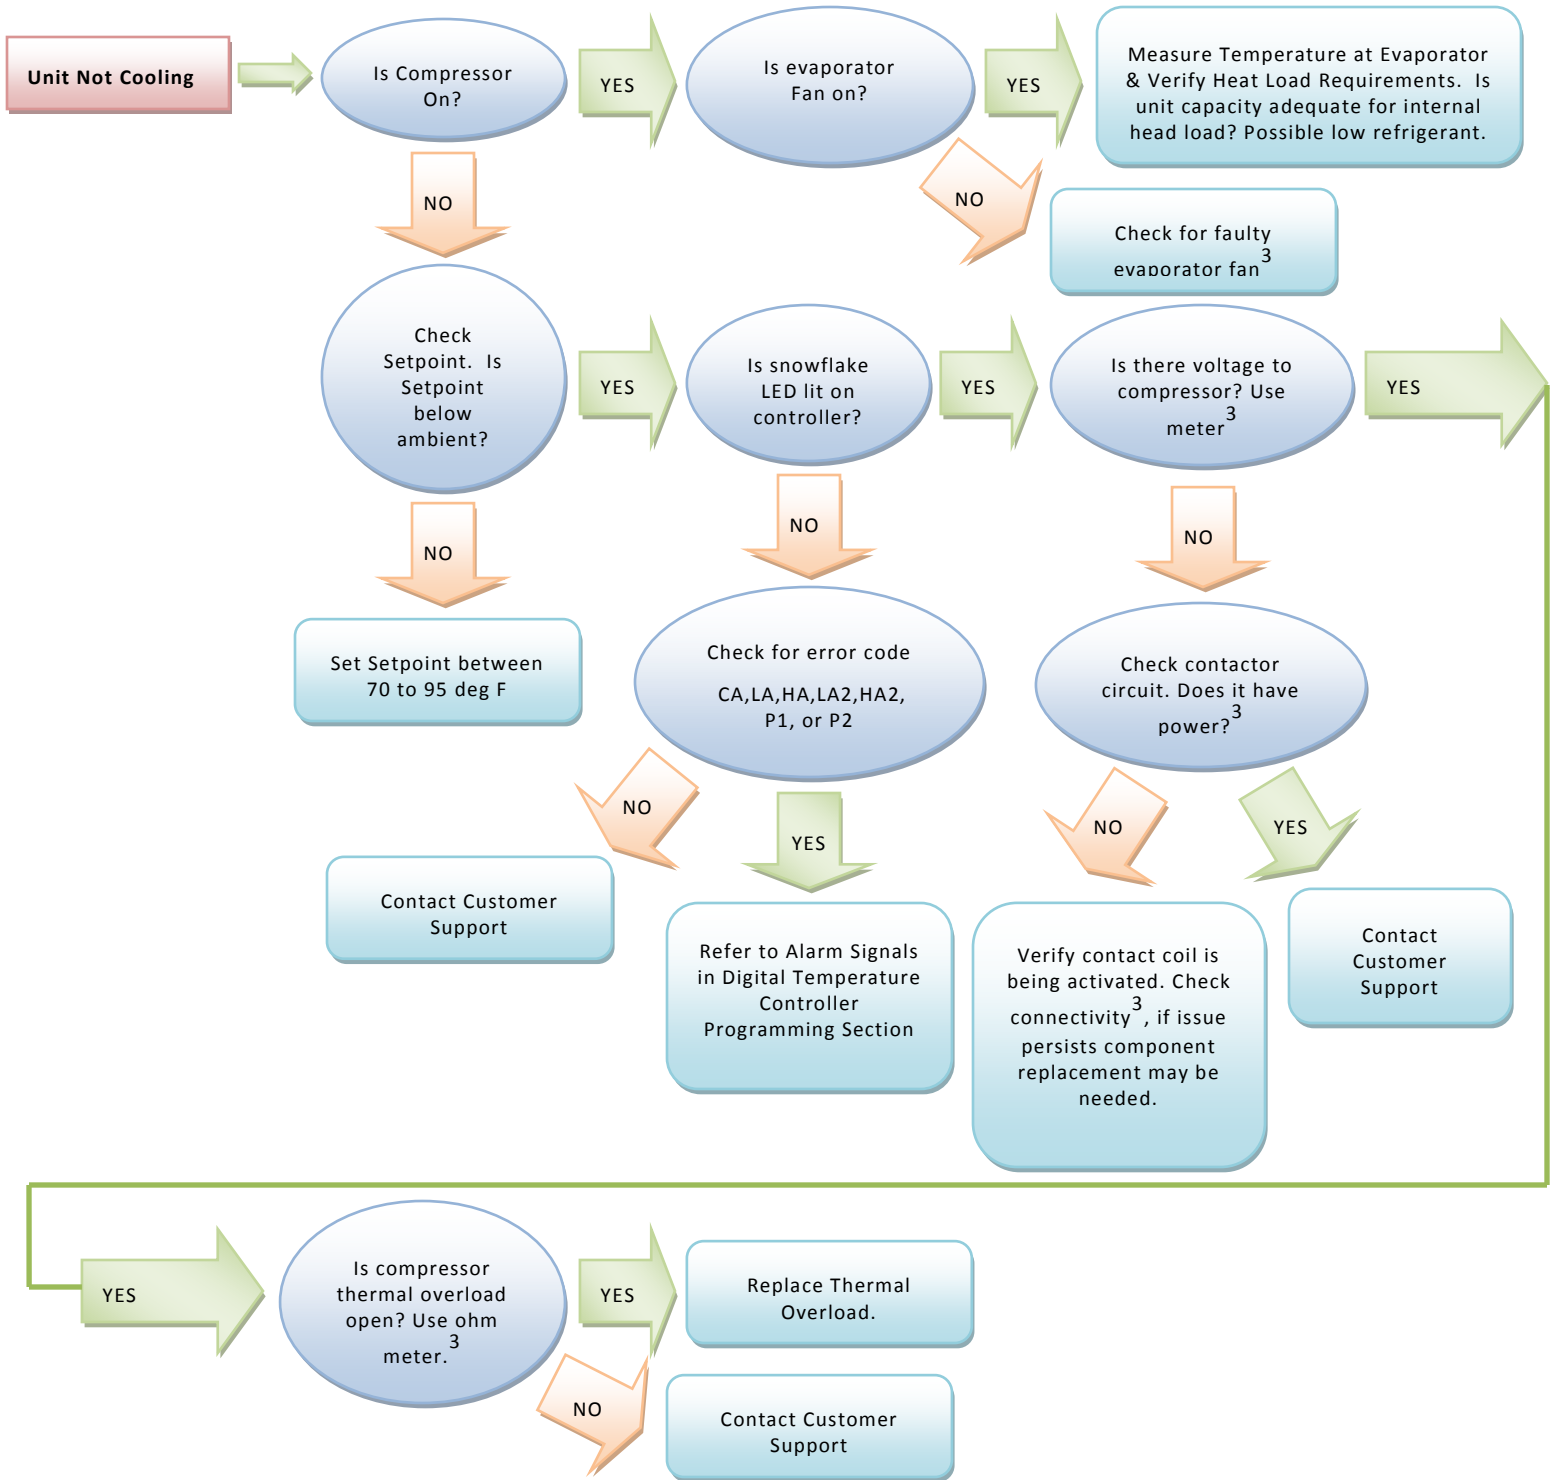 Unit Not Cooling
Is Compressor
On?
YES
Is evaporator
Fan on?
YES
Measure Temperature at Evaporator
& Verify Heat Load Requirements. Is
unit capacity adequate for internal
head load? Possible low refrigerant.
NO
NO
Check for faulty
evaporator fan3
Check
Setpoint. Is
Setpoint
below
ambient?
YES
Is snowflake
LED lit on
controller?
YES
Is there voltage to
compressor? Use
meter3
YES
NO
NO
NO
Set Setpoint between
70 to 95 deg F
Check for error code
CA,LA,HA,LA2,HA2,
P1, or P2
Check contactor
circuit. Does it have
power?3
NO
YES
NO
YES
Contact Customer
Support
Refer to Alarm Signals
in Digital Temperature
Controller
Programming Section
Verify contact coil is
being activated. Check
connectivity3, if issue
persists component
replacement may be
needed.
Contact
Customer
Support
YES
Is compressor
thermal overload
open? Use ohm
meter.3
YES
Replace Thermal
Overload.
NO
Contact Customer
Support